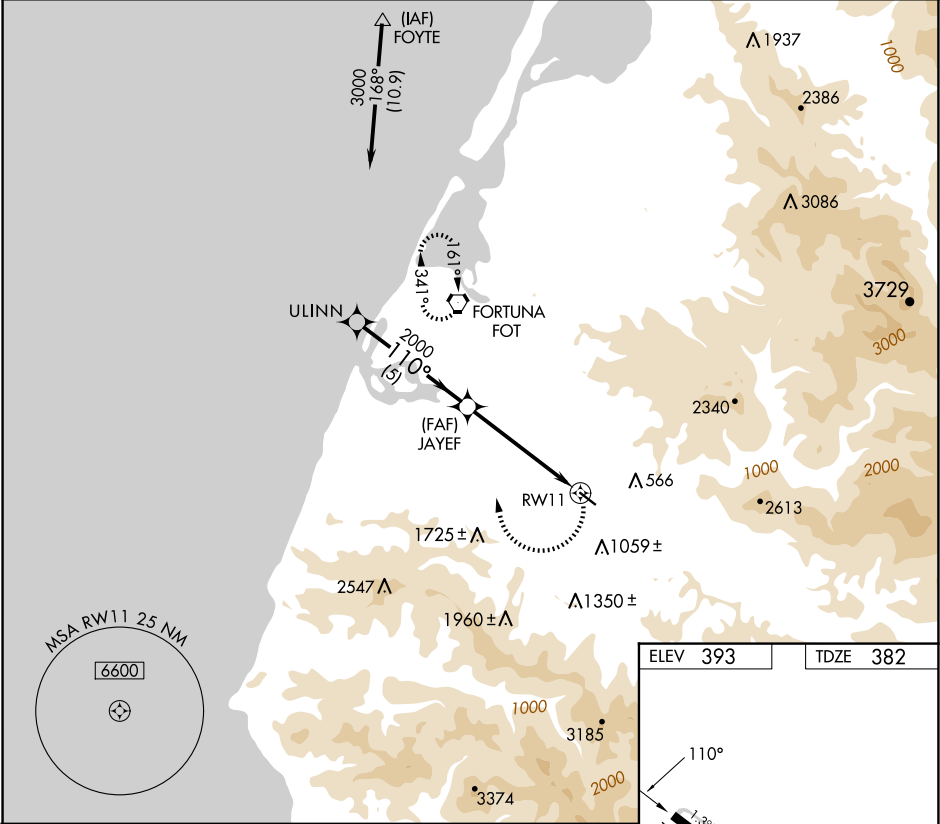 (IAF)
FOYTE
3000
168°
(10.9)
1937
1000
2386
3086
3729
3000
161°
341°
ULINN
FORTUNA
FOT
2000
110°
(5)
(FAF)
JAYEF
2340
1000
2000
566
RW11
2613
1725 ±
1059 ±
2547
1350 ±
1960 ±
MSA RW11 25 NM
6600
ELEV 393
TDZE 382
1000
3185
110°
2000
3374